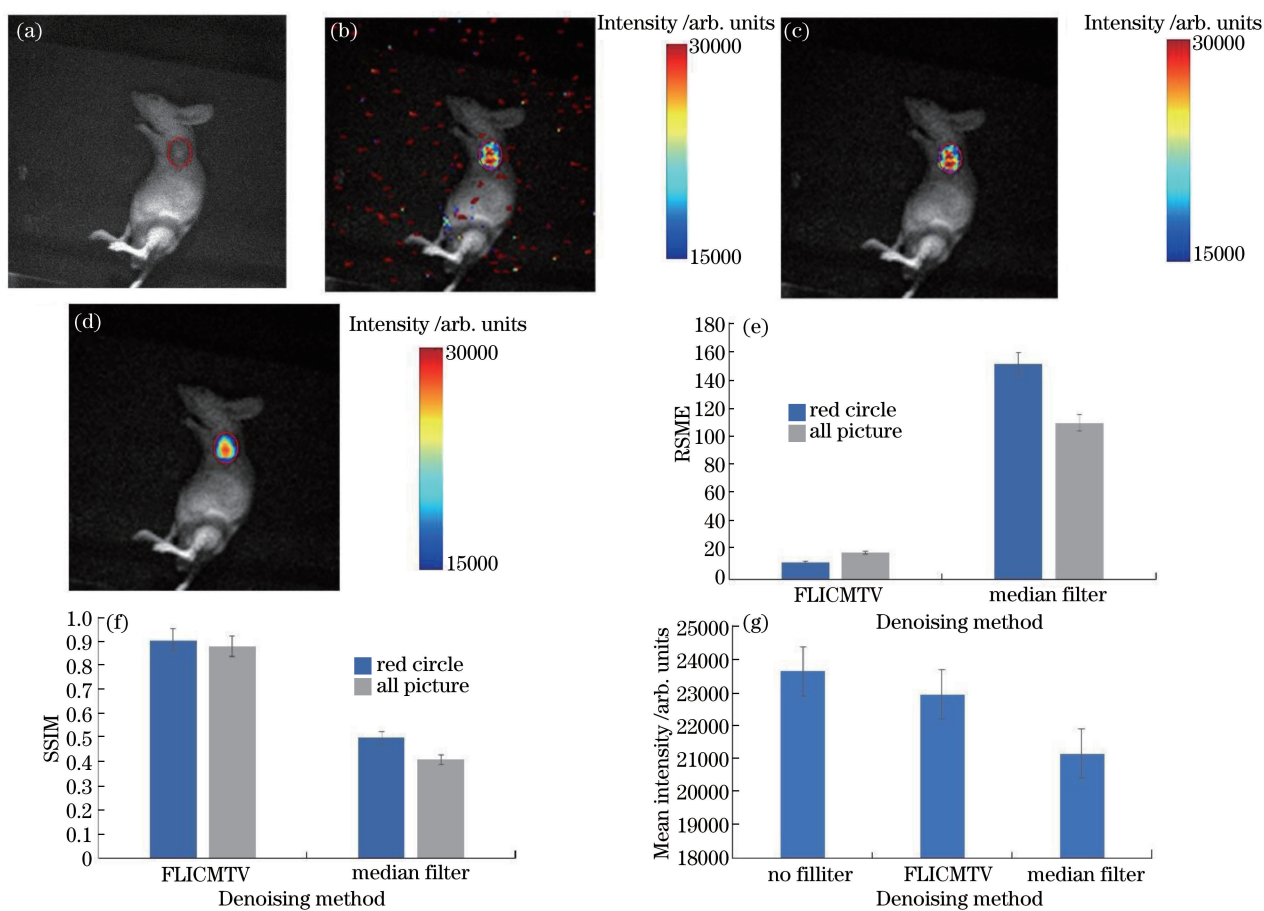 (a)
(b)
Intensity /arb. units
30000
15000
(c)
Intensity /arb. units
30000
15000
(d)
Intensity /arb. units
30000
15000
(e)
180
160
140
120
100
80
60
40
20
0
RSME
red circle
all picture
FLICMTV
median filter
Denoising method
(f)
1.0
0.9
0.8
0.7
0.6
0.5
0.4
0.3
0.2
0.1
0
SSIM
red circle
all picture
FLICMTV
median filter
Denoising method
(g)
25000
24000
23000
22000
21000
20000
19000
18000
Mean intensity /arb. units
no filliter
FLICMTV
median filter
Denoising method